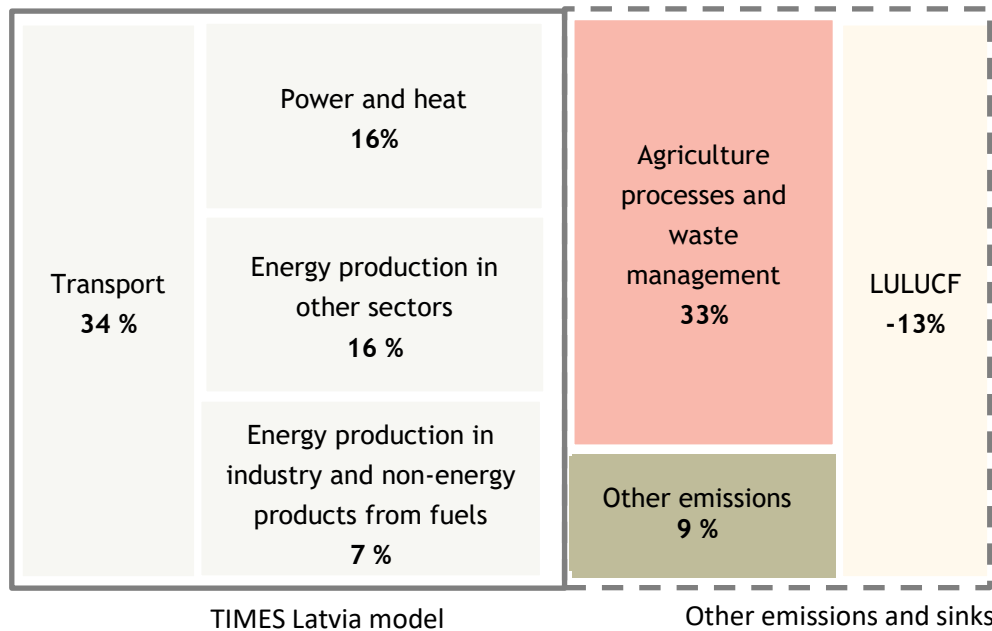 Transport
34 %
Power and heat
16%
Energy production in
other sectors
16 %
Energy production in
industry and non-energy
products from fuels
7 %
Agriculture
processes and
waste
management
33%
Other emissions
9 %
LULUCF
-13%
TIMES Latvia model
Other emissions and sinks